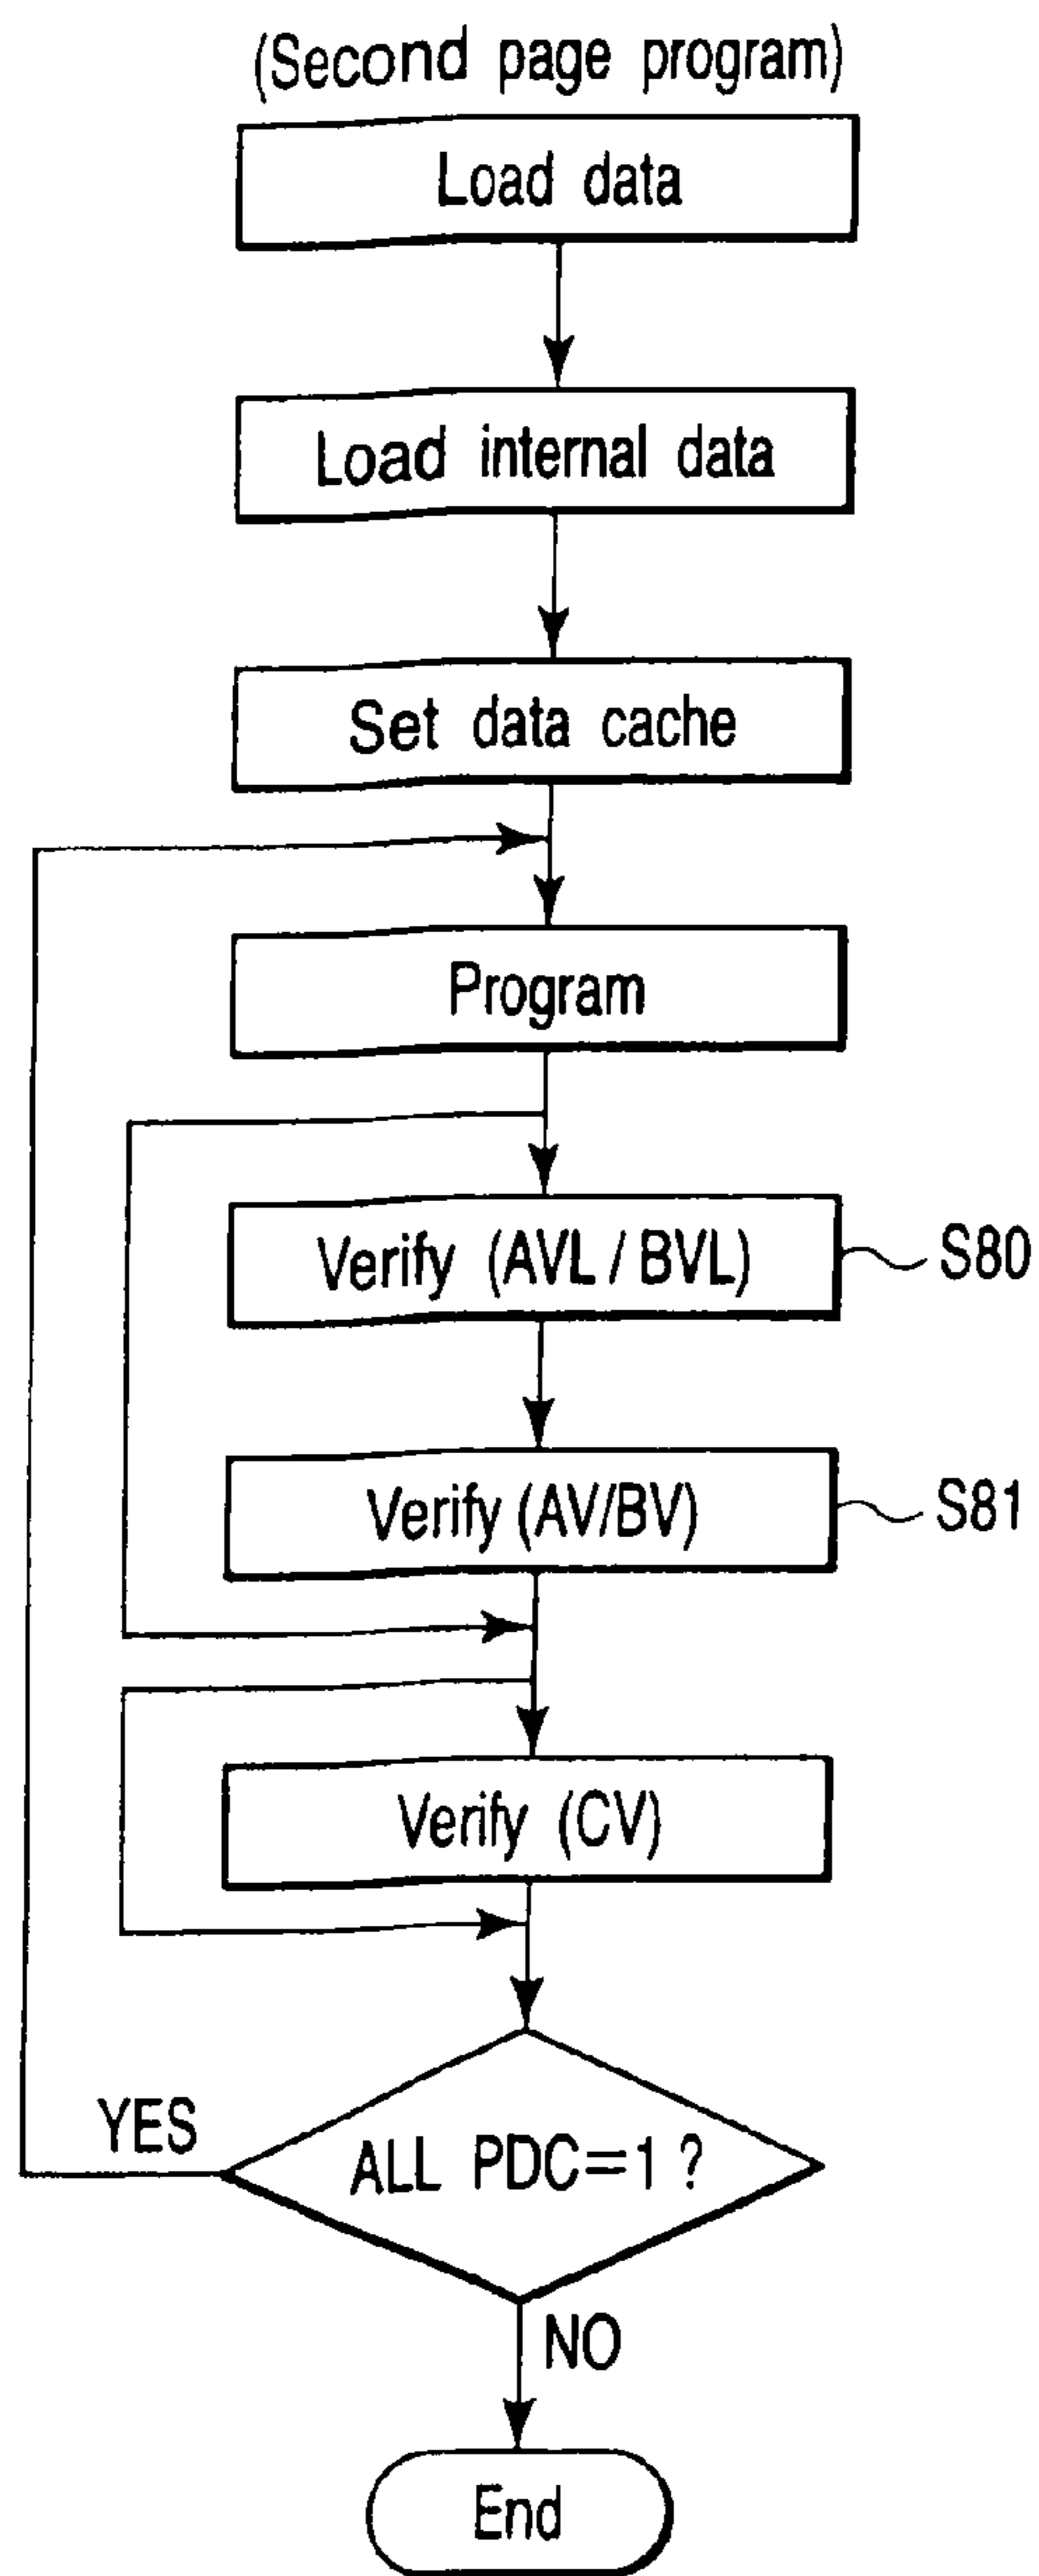 (Second page program)
Load data
Load internal data
Set data cache
Program
Verify (AVL / BVL)
S80
Verify (AV/BV)
S81
Verify (CV)
YES
ALL PDC=1 ?
NO
End